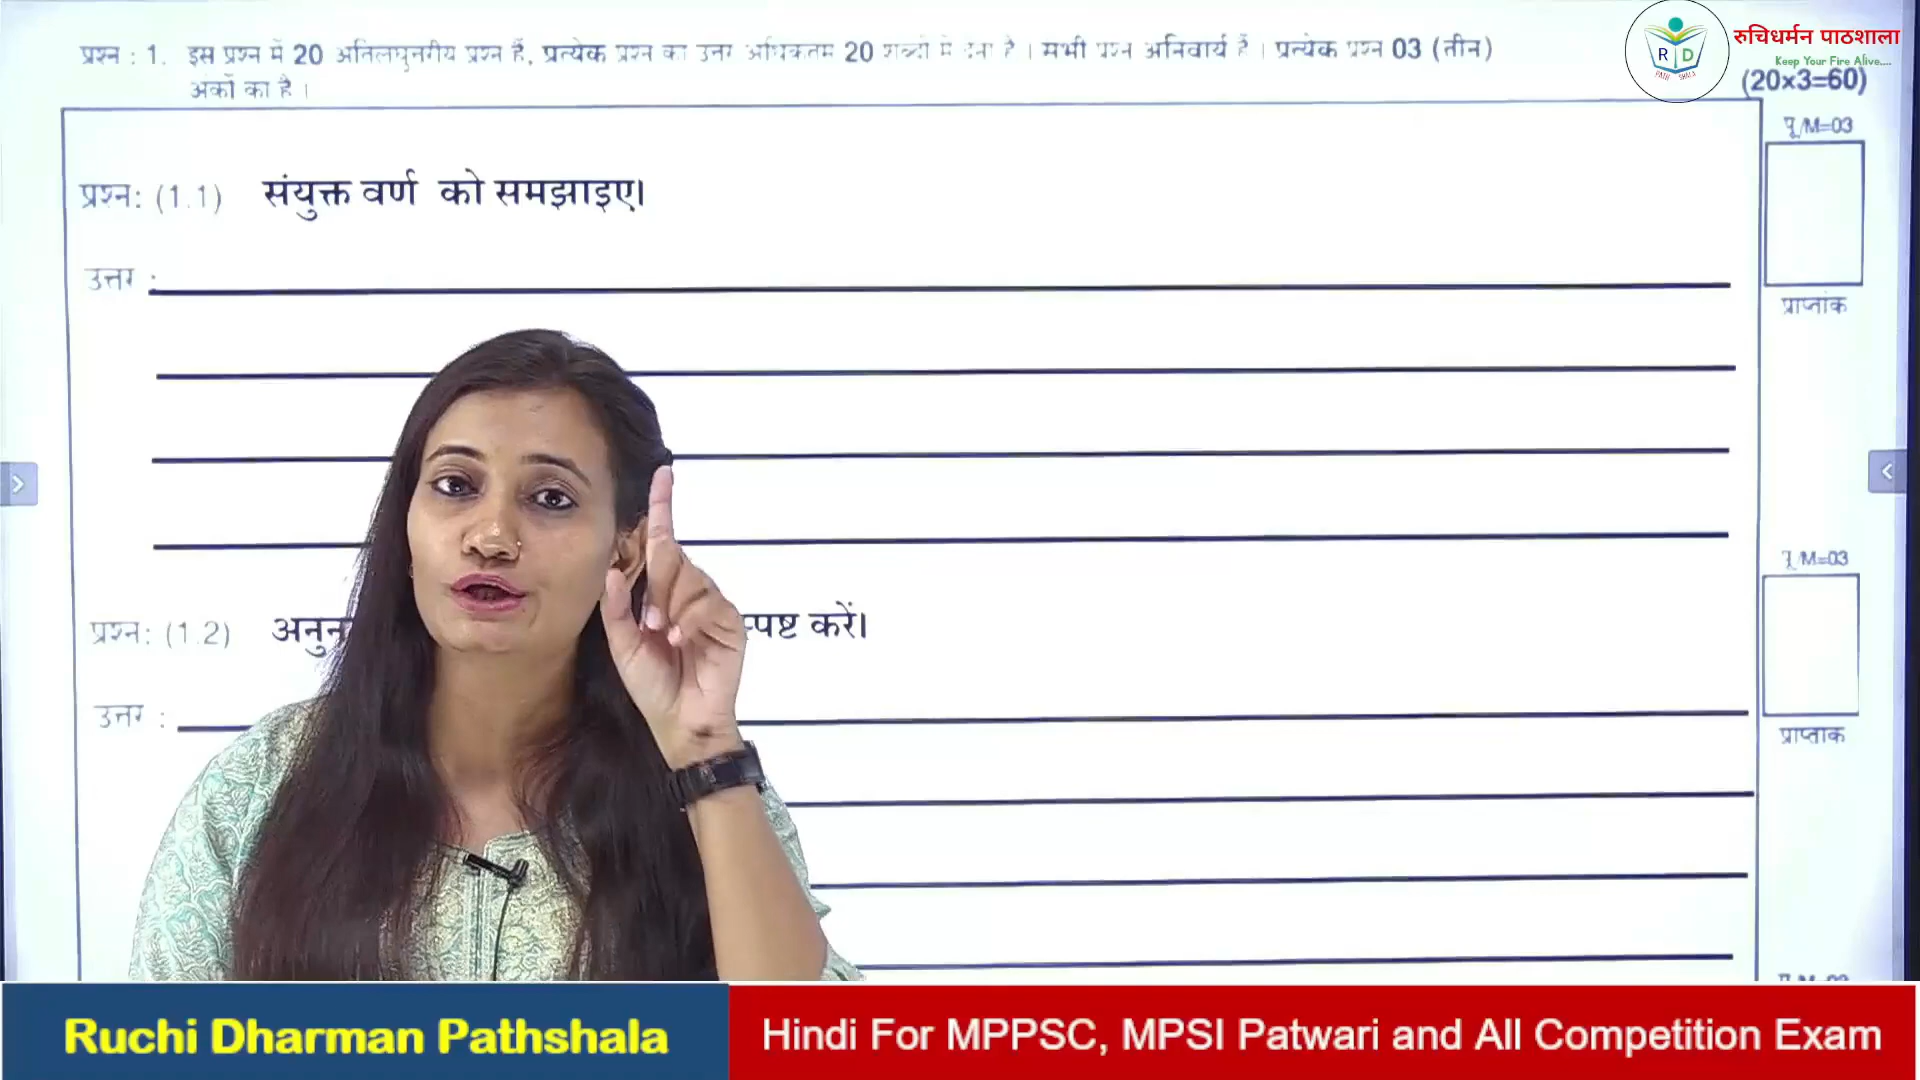 प्रश्न : 1. इस प्रश्न में 20 अतिलघुत्तरीय प्रश्न हैं, प्रत्येक प्रश्न का उत्तर अधिकतम 20 शब्दों में देना है । सभी प्रश्न अनिवार्य हैं । प्रत्येक प्रश्न 03 (तीन)
अंकों का है ।
(20x3=60)
R D
रुचिधर्मन पाठशाला
Keep Your Fire Alive....
पू/M=03
प्रश्न: (1.1) संयुक्त वर्ण को समझाइए।
उत्तर :
प्राप्तांक
M=03
प्रश्न: (1.2) करें।
उत्तर :
प्राप्तांक
Ruchi Dharman Pathshala
Hindi For MPPSC, MPSI Patwari and All Competition Exam